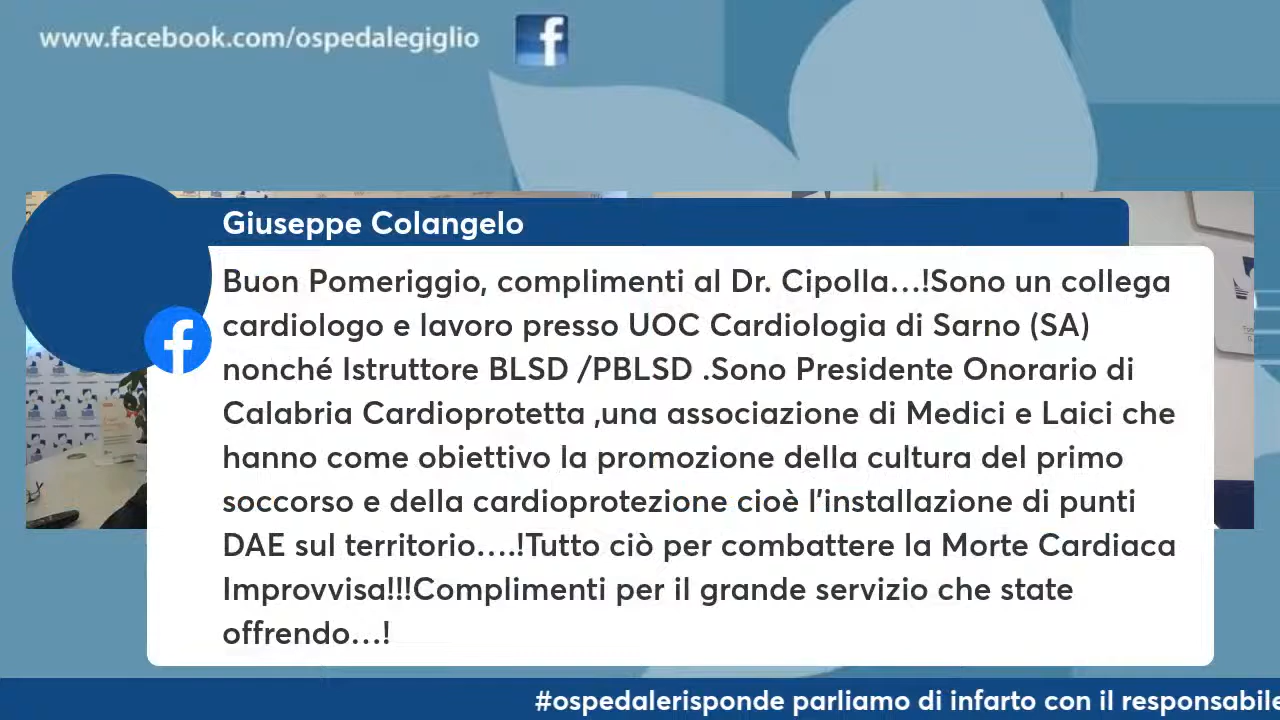 www.facebook.com/ospedalegiglio
Giuseppe Colangelo
Buon Pomeriggio, complimenti al Dr. Cipolla...!Sono un collega
cardiologo e lavoro presso UOC Cardiologia di Sarno (SA)
nonché Istruttore BLSD /PBLSD .Sono Presidente Onorario di
Calabria Cardioprotetta ,una associazione di Medici e Laici che
hanno come obiettivo la promozione della cultura del primo
soccorso e della cardioprotezione cioè l'installazione di punti
DAE sul territorio....!Tutto ciò per combattere la Morte Cardiaca
Improvvisa!!!Complimenti per il grande servizio che state
offrendo...!
#ospedalerisponde parliamo di infarto con il responsabile